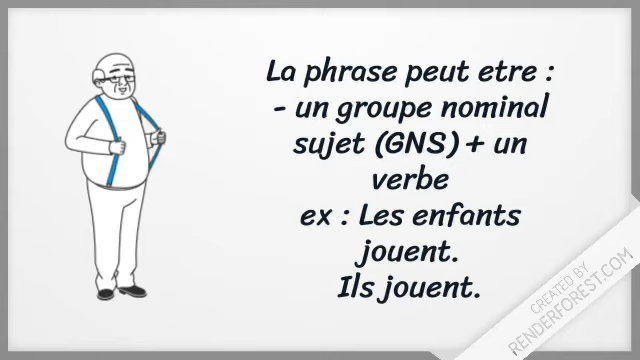 La phrase peut etre :
- un groupe nominal
sujet (GNS) + un
verbe
ex : Les enfants
jouent.
Ils jouent.
CREATED BY
RENDERFOREST.COM